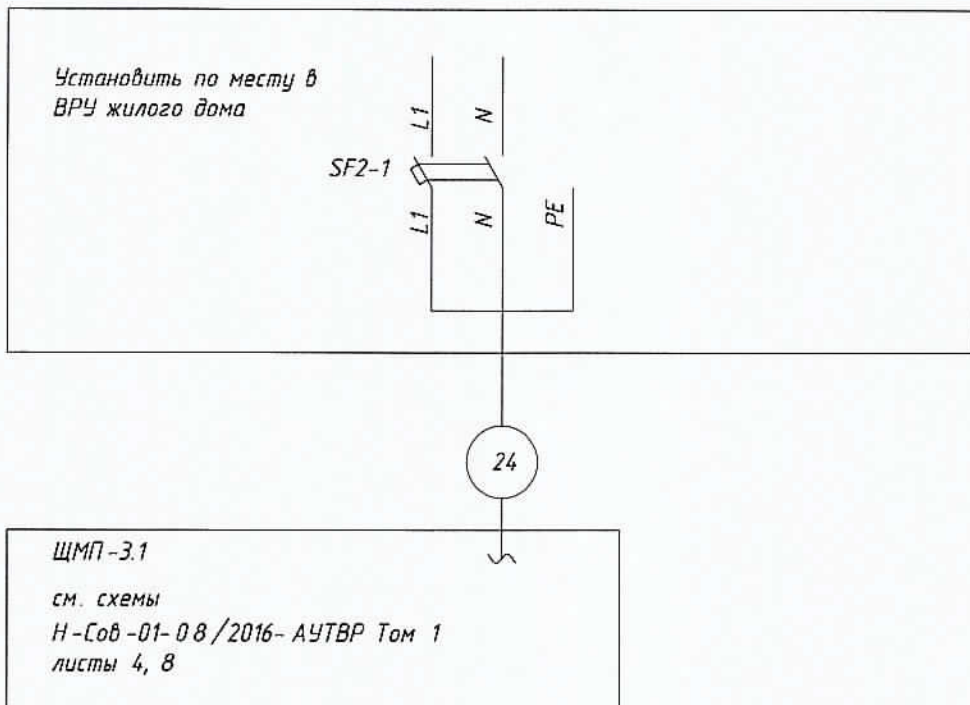 Установить по месту в
ВРУ жилого дома
L1
N
SF2-1
L1
N
PE
24
ЩМП-3.1
см. схемы
Н-Сов-01-08/2016-АУТВР Том 1
листы 4, 8